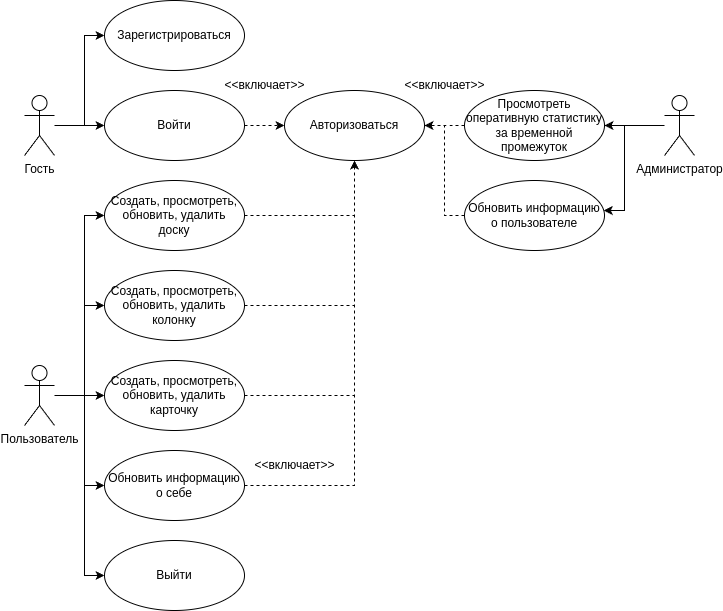 Зарегистрироваться
<<включает>>
<<включает>>
Войти
Авторизоваться
Просмотреть
оперативную статистику
за временной
промежуток
Гость
Администратор
Создать, просмотреть,
обновить, удалить
доску
Обновить информацию
о пользователе
Создать, просмотреть,
обновить, удалить
колонку
Создать, просмотреть,
обновить, удалить
карточку
Пользователь
<<включает>>
Обновить информацию
о себе
Выйти